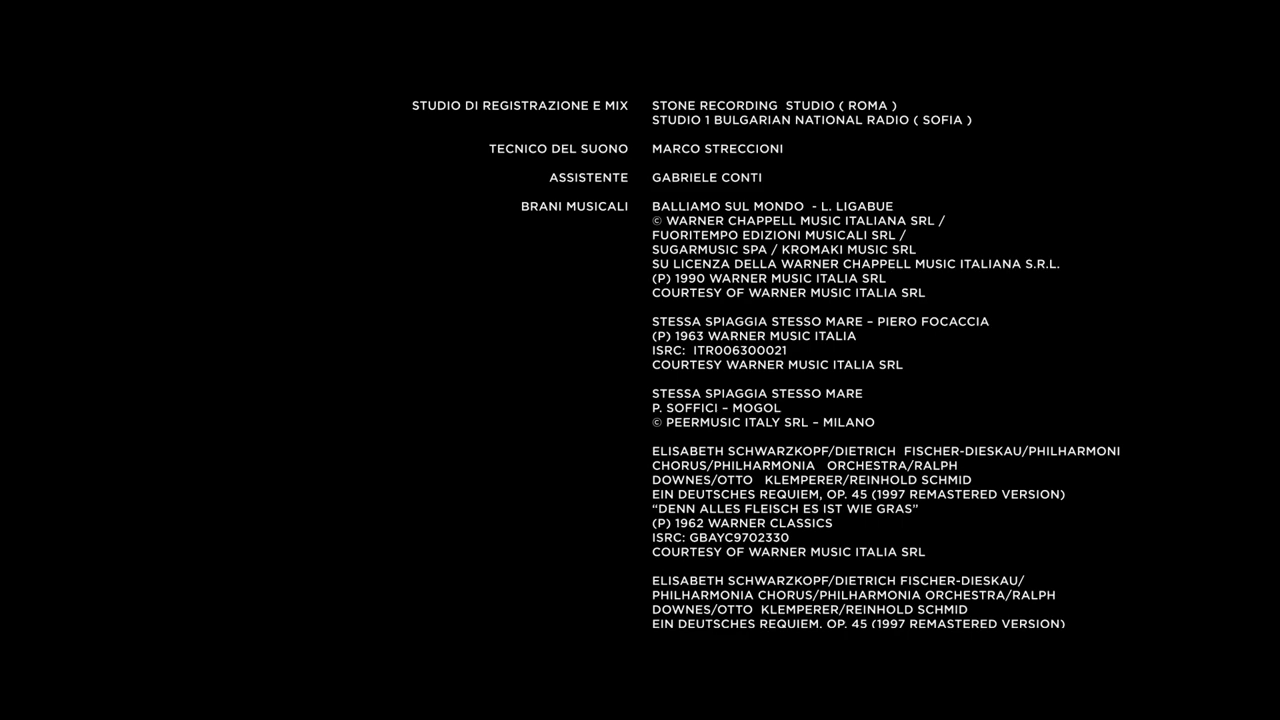 STUDIO DI REGISTRAZIONE E MIX STONE RECORDING STUDIO ( ROMA )
STUDIO 1 BULGARIAN NATIONAL RADIO ( SOFIA )
TECNICO DEL SUONO MARCO STRECCIONI
ASSISTENTE GABRIELE CONTI
BRANI MUSICALI BALLIAMO SUL MONDO - L. LIGABUE
© WARNER CHAPPELL MUSIC ITALIANA SRL /
FUORITEMPO EDIZIONI MUSICALI SRL /
SUGARMUSIC SPA / KROMAKI MUSIC SRL
SU LICENZA DELLA WARNER CHAPPELL MUSIC ITALIANA S.R.L.
(P) 1990 WARNER MUSIC ITALIA SRL
COURTESY OF WARNER MUSIC ITALIA SRL
STESSA SPIAGGIA STESSO MARE – PIERO FOCACCIA
(P) 1963 WARNER MUSIC ITALIA
ISRC: ITR006300021
COURTESY WARNER MUSIC ITALIA SRL
STESSA SPIAGGIA STESSO MARE
P. SOFFICI – MOGOL
© PEERMUSIC ITALY SRL – MILANO
ELISABETH SCHWARZKOPF/DIETRICH FISCHER-DIESKAU/PHILHARMONI
CHORUS/PHILHARMONIA ORCHESTRA/RALPH
DOWNES/OTTO KLEMPERER/REINHOLD SCHMID
EIN DEUTSCHES REQUIEM, OP. 45 (1997 REMASTERED VERSION)
“DENN ALLES FLEISCH ES IST WIE GRAS”
(P) 1962 WARNER CLASSICS
ISRC: GBAYC9702330
COURTESY OF WARNER MUSIC ITALIA SRL
ELISABETH SCHWARZKOPF/DIETRICH FISCHER-DIESKAU/
PHILHARMONIA CHORUS/PHILHARMONIA ORCHESTRA/RALPH
DOWNES/OTTO KLEMPERER/REINHOLD SCHMID
EIN DEUTSCHES REQUIEM, OP. 45 (1997 REMASTERED VERSION)